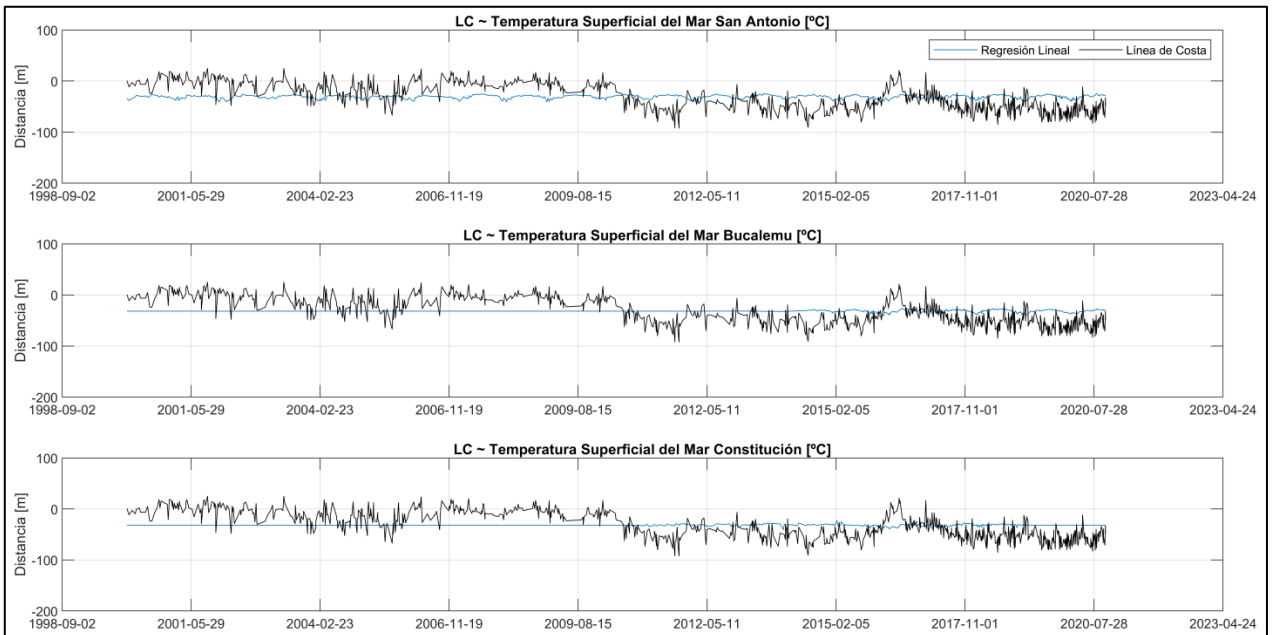 LC ~ Temperatura Superficial del Mar San Antonio [ºC]
100
0
-100
-200
Distancia [m]
Regresión Lineal
Línea de Costa
1998-09-02 2001-05-29 2004-02-23 2006-11-19 2009-08-15 2012-05-11 2015-02-05 2017-11-01 2020-07-28 2023-04-24
LC ~ Temperatura Superficial del Mar Bucalemu [ºC]
100
0
-100
-200
Distancia [m]
1998-09-02 2001-05-29 2004-02-23 2006-11-19 2009-08-15 2012-05-11 2015-02-05 2017-11-01 2020-07-28 2023-04-24
LC ~ Temperatura Superficial del Mar Constitución [ºC]
100
0
-100
-200
Distancia [m]
1998-09-02 2001-05-29 2004-02-23 2006-11-19 2009-08-15 2012-05-11 2015-02-05 2017-11-01 2020-07-28 2023-04-24